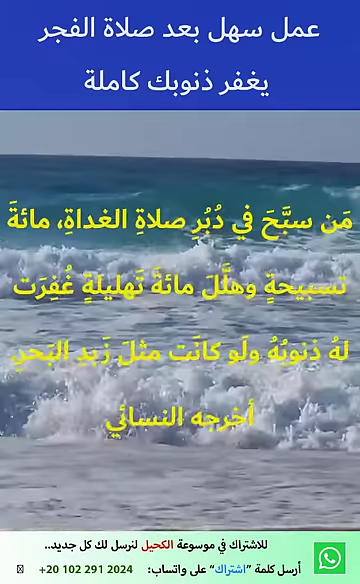 عمل سهل بعد صلاة الفجر
يغفر ذنوبك كاملة
مَن سبَّحَ في دُبُرِ صلاةِ الغداةِ، مائةَ
تسبيحةٍ وهلَّلَ مائةَ تَهليلةٍ غُفِرَت
لهُ ذنوبُهُ ولَو كانَت مثلَ زَبدِ البَحرِ.
أخرجه النسائي
للاشتراك في موسوعة الكحيل لنرسل لك كل جديد..
أرسل كلمة ”اشتراك“ على واتساب: +20 102 291 2024